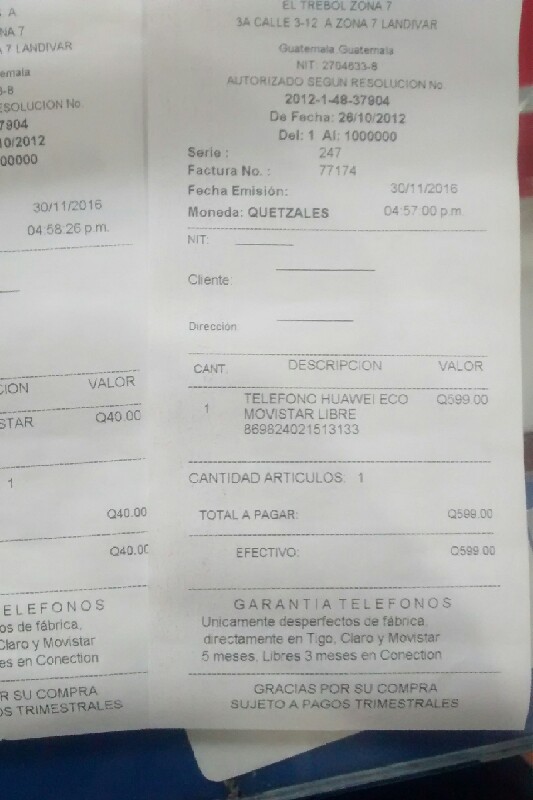 S A
NA 7
A 7 LANDIVAR
emala
3-8
ESOLUCION No.
7904
10/2012
00000
30/11/2016
04:58:26 p.m.
CION VALOR
STAR Q40.00
1
Q40.00
Q40.00
ELEFONOS
os de fábrica,
Claro y Movistar
es en Conection
R SU COMPRA
OS TRIMESTRALES
EL TREBOL ZONA 7
3A CALLE 3-12 A ZONA 7 LANDIVAR
Guatemala,Guatemala
NIT: 2764633-8
AUTORIZADO SEGUN RESOLUCION No.
2012-1-48-37904
De Fecha: 26/10/2012
Del: 1 Al: 1000000
Serie : 247
Factura No. : 77174
Fecha Emisión: 30/11/2016
Moneda: QUETZALES 04:57:00 p.m.
NIT:
Cliente:
Dirección
CANT. DESCRIPCION VALOR
1 TELEFONO HUAWEI ECO Q599.00
MOVISTAR LIBRE
869824021513133
CANTIDAD ARTICULOS: 1
TOTAL A PAGAR: Q599.00
EFECTIVO: Q599.00
GARANTIA TELEFONOS
Unicamente desperfectos de fábrica,
directamente en Tigo, Claro y Movistar
5 meses, Libres 3 meses en Conection
GRACIAS POR SU COMPRA
SUJETO A PAGOS TRIMESTRALES